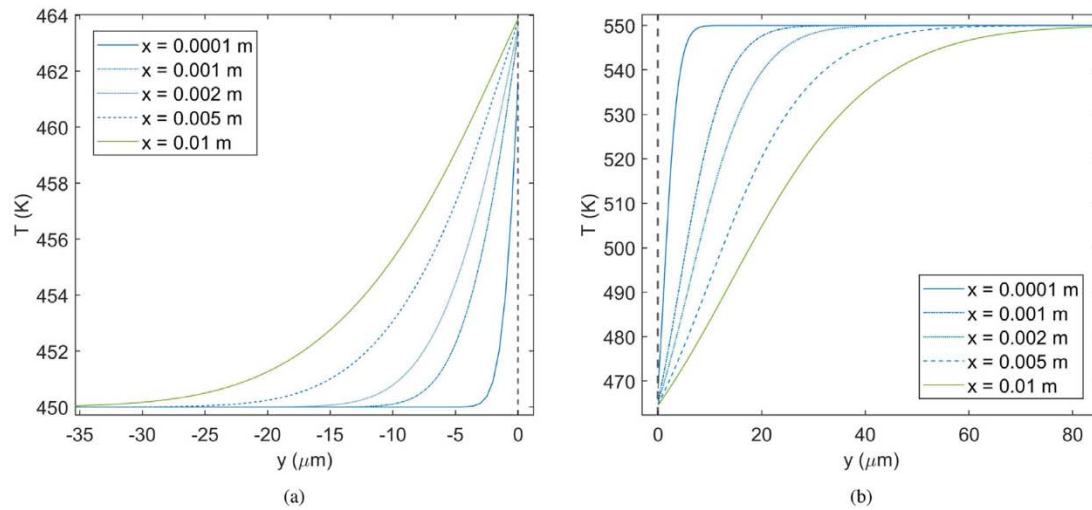 464
462
460
458
456
454
452
450
T (K)
x = 0.0001 m
x = 0.001 m
x = 0.002 m
x = 0.005 m
x = 0.01 m
-35 -30 -25 -20 -15 -10 -5 0
y (μm)
(a)
550
540
530
520
510
500
490
480
470
T (K)
x = 0.0001 m
x = 0.001 m
x = 0.002 m
x = 0.005 m
x = 0.01 m
0 20 40 60 80
y (μm)
(b)